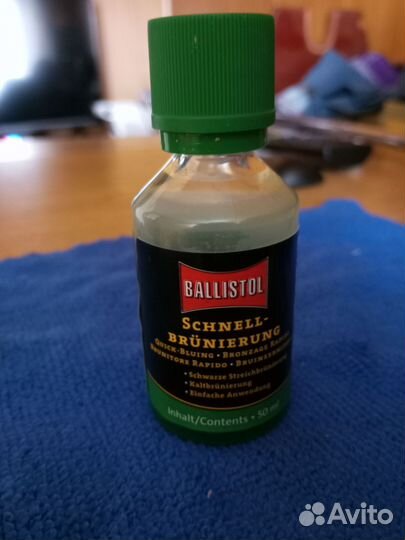 BALLISTOL
SCHNELL-
BRÜNIERUNG
QUICK-BLUING • BRONZAGE RAPIDE
BRUNITORE RAPIDO • BRUINEERMIDDEL
• Schwarze Streichbrünierung
• Kaltbrünierung
• Einfache Anwendung
Inhalt/Contents • 50 ml
Avito